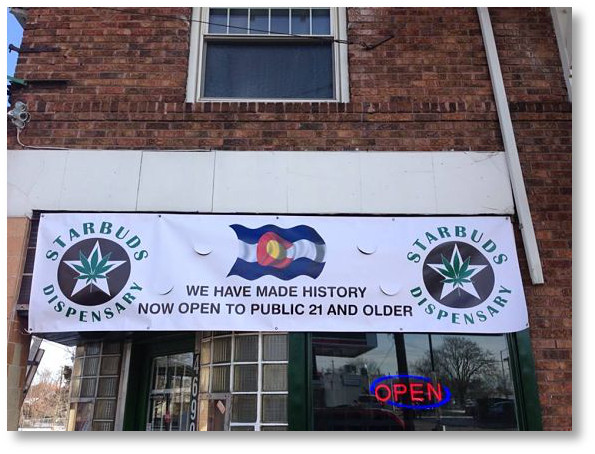 STARBUDS
DISPENSARY
WE HAVE MADE HISTORY
NOW OPEN TO PUBLIC 21 AND OLDER
STARBUDS
DISPENSARY
OPEN